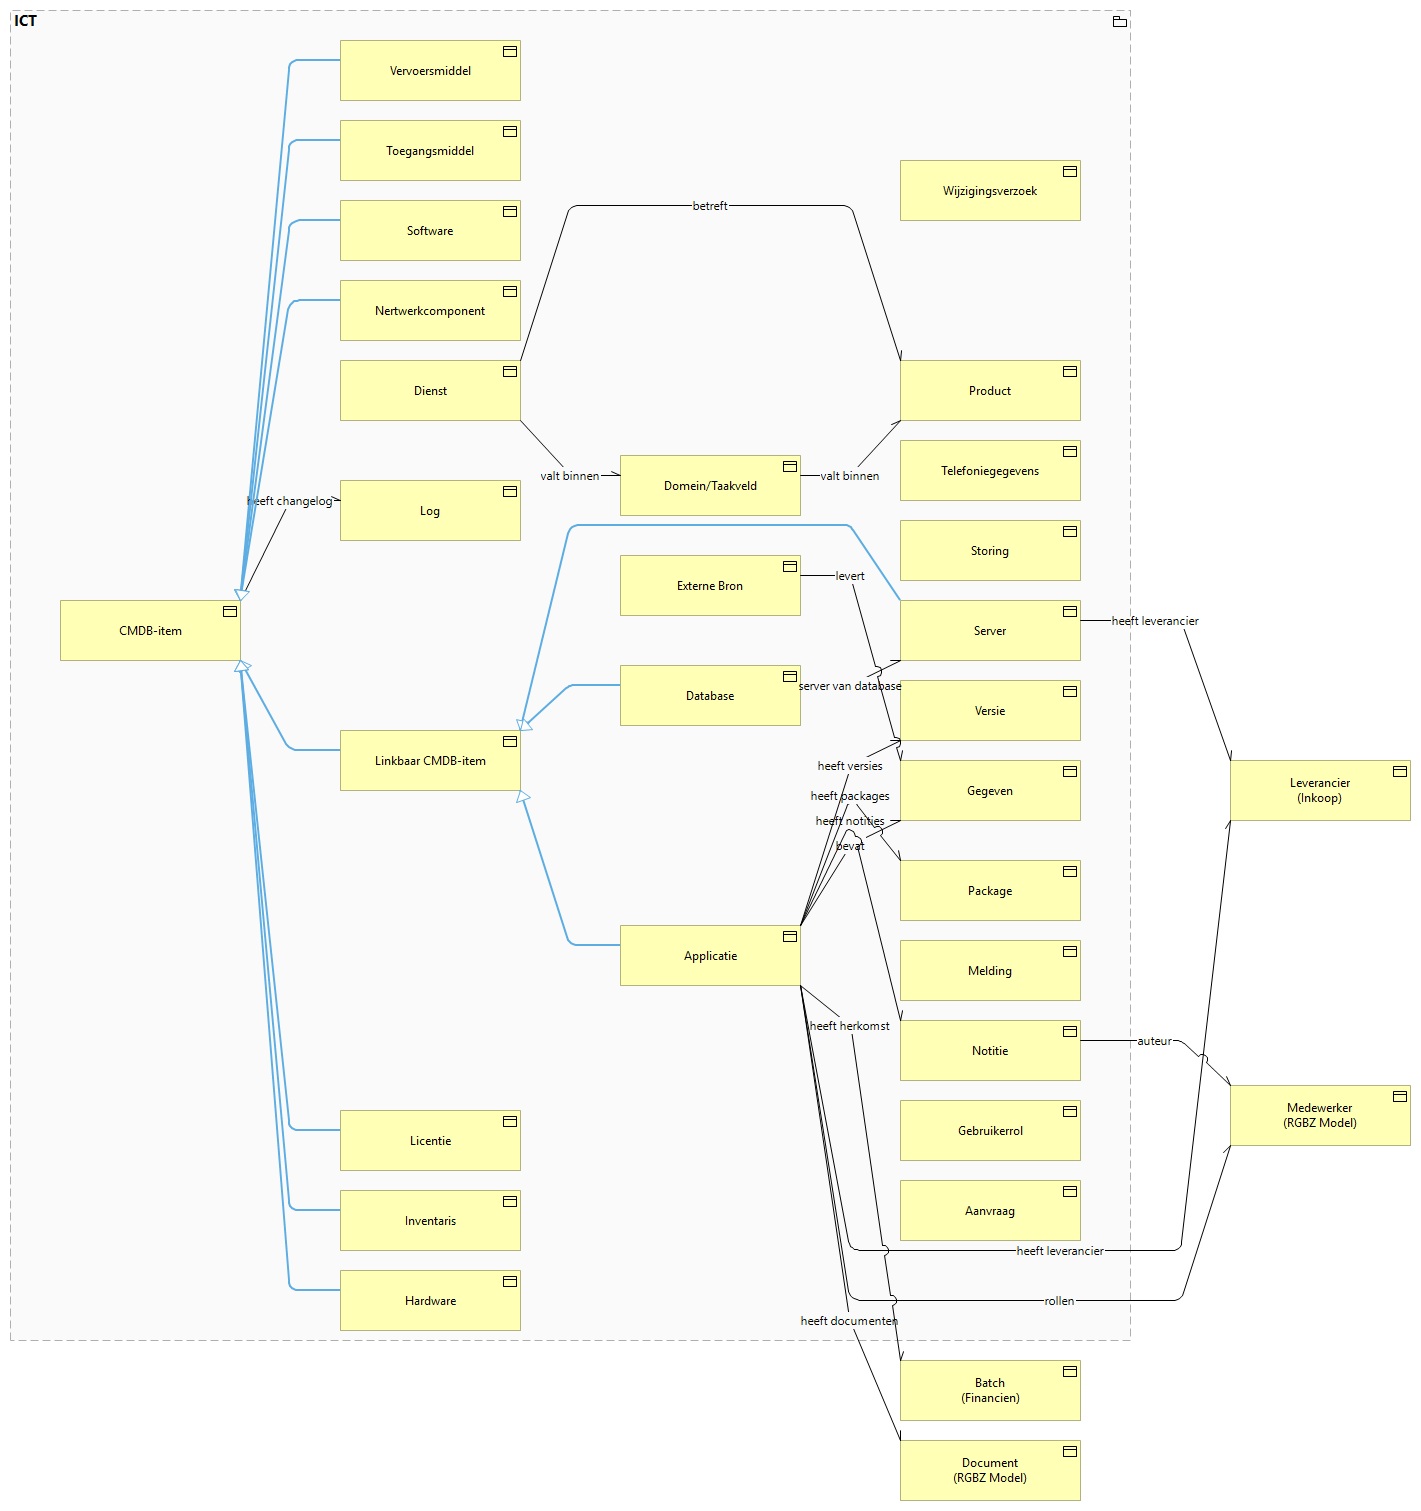 ICT
Vervoersmiddel
Toegangsmiddel
Wijzigingsverzoek
betreft
Software
Nertwerkcomponent
Dienst
Product
valt binnen
Domein/Taakveld
valt binnen
Telefoniegegevens
heeft changelog
Log
Storing
Externe Bron
levert
CMDB-item
Server
heeft leverancier
Database
server van database
Versie
Linkbaar CMDB-item
heeft versies
heeft packages
Gegeven
Leverancier
(Inkoop)
heeft notities
bevat
Package
Applicatie
Melding
heeft herkomst
Notitie
auteur
Medewerker
(RGBZ Model)
Licentie
Gebruikerrol
Inventaris
Aanvraag
heeft leverancier
Hardware
rollen
heeft documenten
Batch
(Financien)
Document
(RGBZ Model)